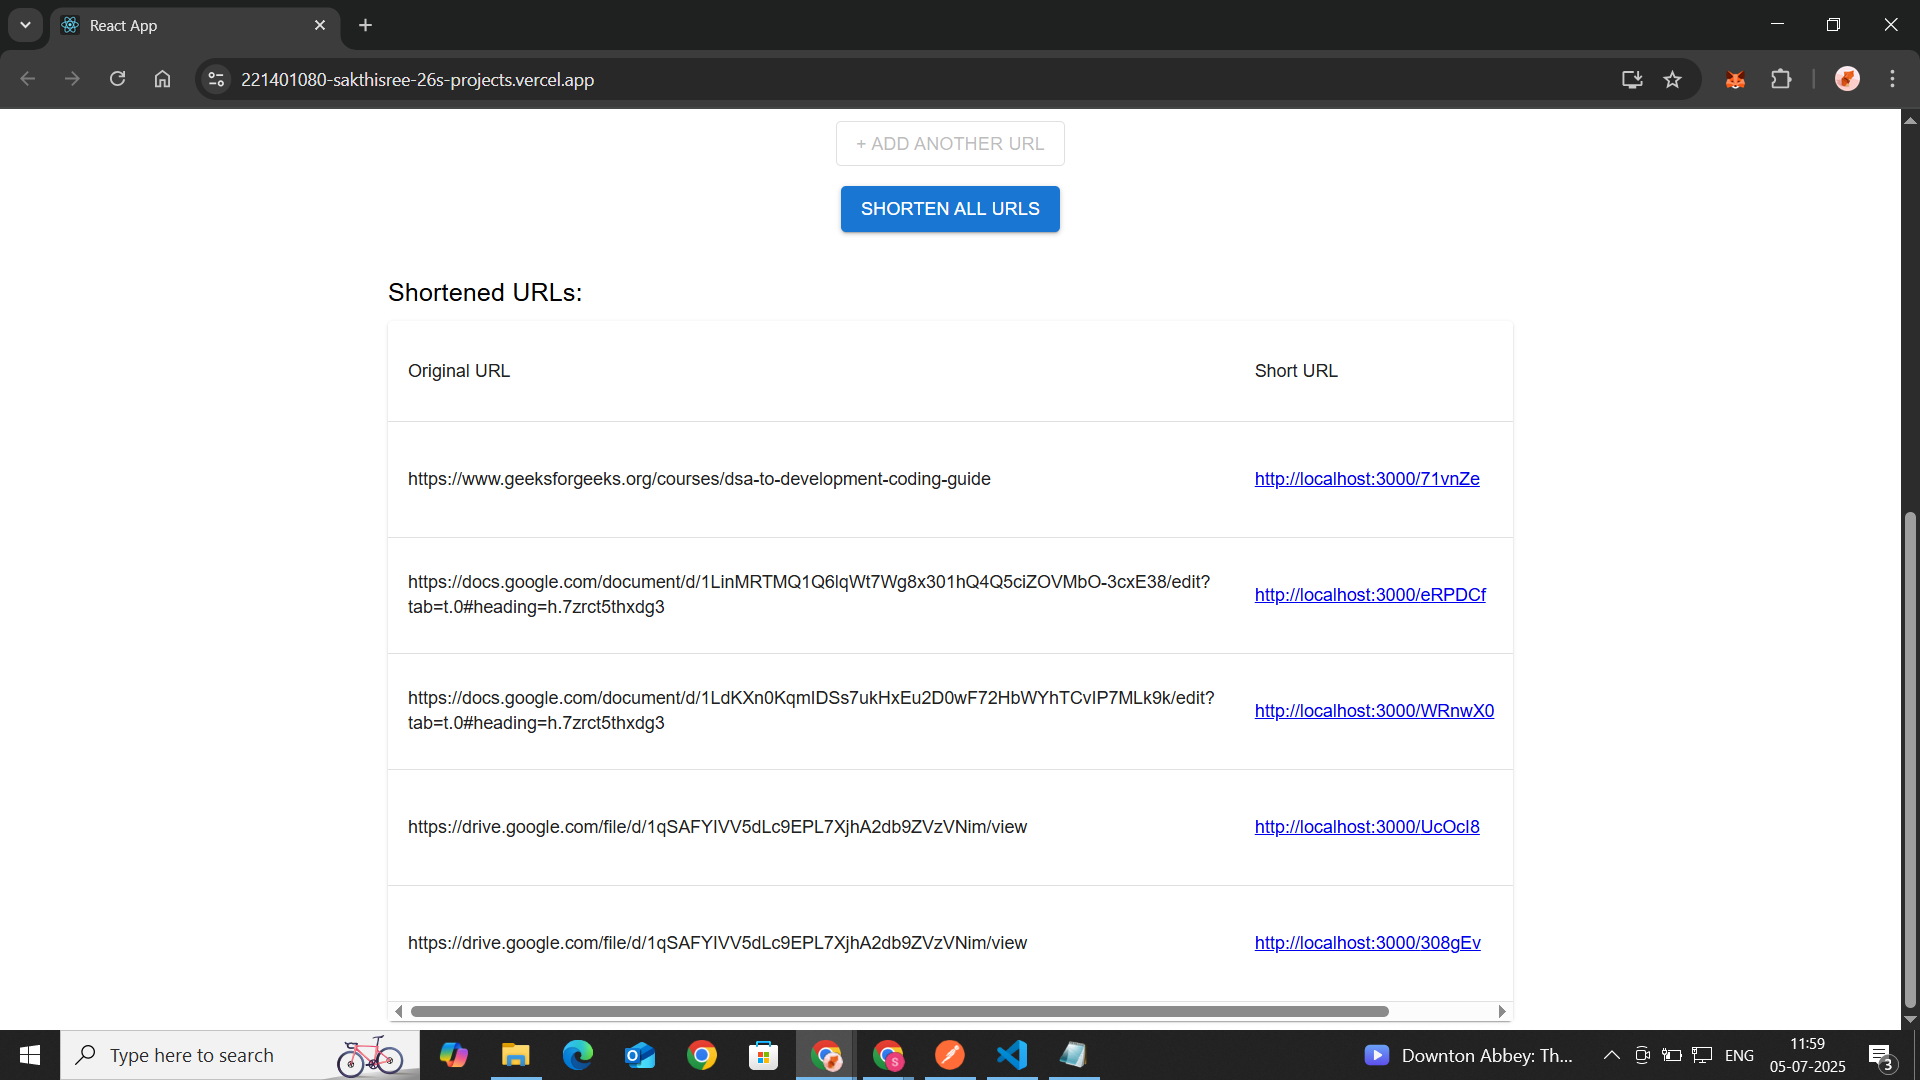 React App
221401080-sakthisree-26s-projects.vercel.app
+ ADD ANOTHER URL
SHORTEN ALL URLS
Shortened URLs:
Original URL
Short URL
https://www.geeksforgeeks.org/courses/dsa-to-development-coding-guide
http://localhost:3000/71vnZe
https://docs.google.com/document/d/1LinMRTMQ1Q6lqWt7Wg8x301hQ4Q5ciZOVMbO-3cxE38/edit?
tab=t.0#heading=h.7zrct5thxdg3
http://localhost:3000/eRPDCf
https://docs.google.com/document/d/1LdKXn0KqmIDSs7ukHxEu2D0wF72HbWYhTCvIP7MLk9k/edit?
tab=t.0#heading=h.7zrct5thxdg3
http://localhost:3000/WRnwX0
https://drive.google.com/file/d/1qSAFYIVV5dLc9EPL7XjhA2db9ZVzVNim/view
http://localhost:3000/UcOcI8
https://drive.google.com/file/d/1qSAFYIVV5dLc9EPL7XjhA2db9ZVzVNim/view
http://localhost:3000/308gEv
Type here to search
Downton Abbey: Th...
ENG
11:59
05-07-2025
3